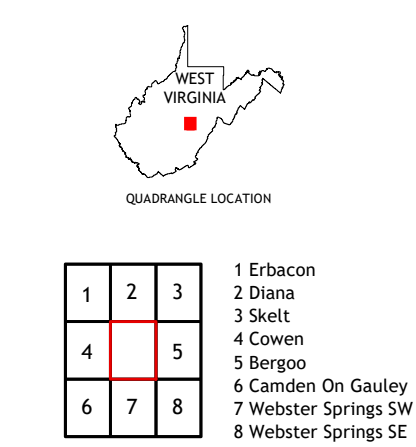 WEST
VIRGINIA
QUADRANGLE LOCATION
1 2 3
4 5
6 7 8
1 Erbacon
2 Diana
3 Skelt
4 Cowen
5 Bergoo
6 Camden On Gauley
7 Webster Springs SW
8 Webster Springs SE